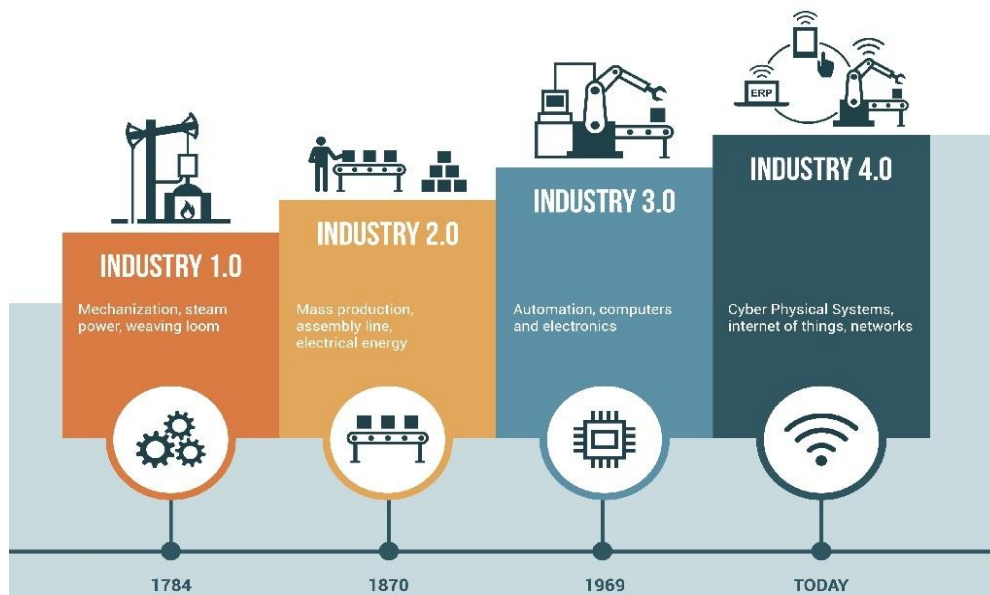 ERP
INDUSTRY 1.0
Mechanization, steam
power, weaving loom
INDUSTRY 2.0
Mass production,
assembly line,
electrical energy
INDUSTRY 3.0
Automation, computers
and electronics
INDUSTRY 4.0
Cyber Physical Systems,
internet of things, networks
1784
1870
1969
TODAY